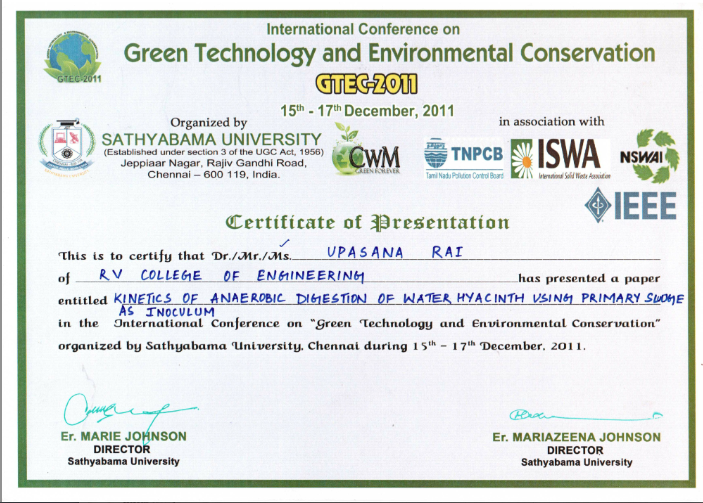 International Conference on
Green Technology and Environmental Conservation
GTEC-2011
GTEC-2011
15th - 17th December, 2011
Organized by
SATHYABAMA UNIVERSITY
(Established under section 3 of the UGC Act, 1956)
Jeppiaar Nagar, Rajiv Gandhi Road,
Chennai – 600 119, India.
CWM
GREEN FOREVER
in association with
TNPCB
Tamil Nadu Pollution Control Board
ISWA
International Solid Waste Association
NSWAI
IEEE
Certificate of Presentation
This is to certify that Dr./Mr./Ms. UPASANA RAI
of RV COLLEGE OF ENGINEERING has presented a paper
entitled KINETICS OF ANAEROBIC DIGESTION OF WATER HYACINTH USING PRIMARY SLUDGE
AS INOCULUM
in the International Conference on "Green Technology and Environmental Conservation"
organized by Sathyabama University, Chennai during 15th - 17th December, 2011.
Er. MARIE JOHNSON
DIRECTOR
Sathyabama University
Er. MARIAZEENA JOHNSON
DIRECTOR
Sathyabama University